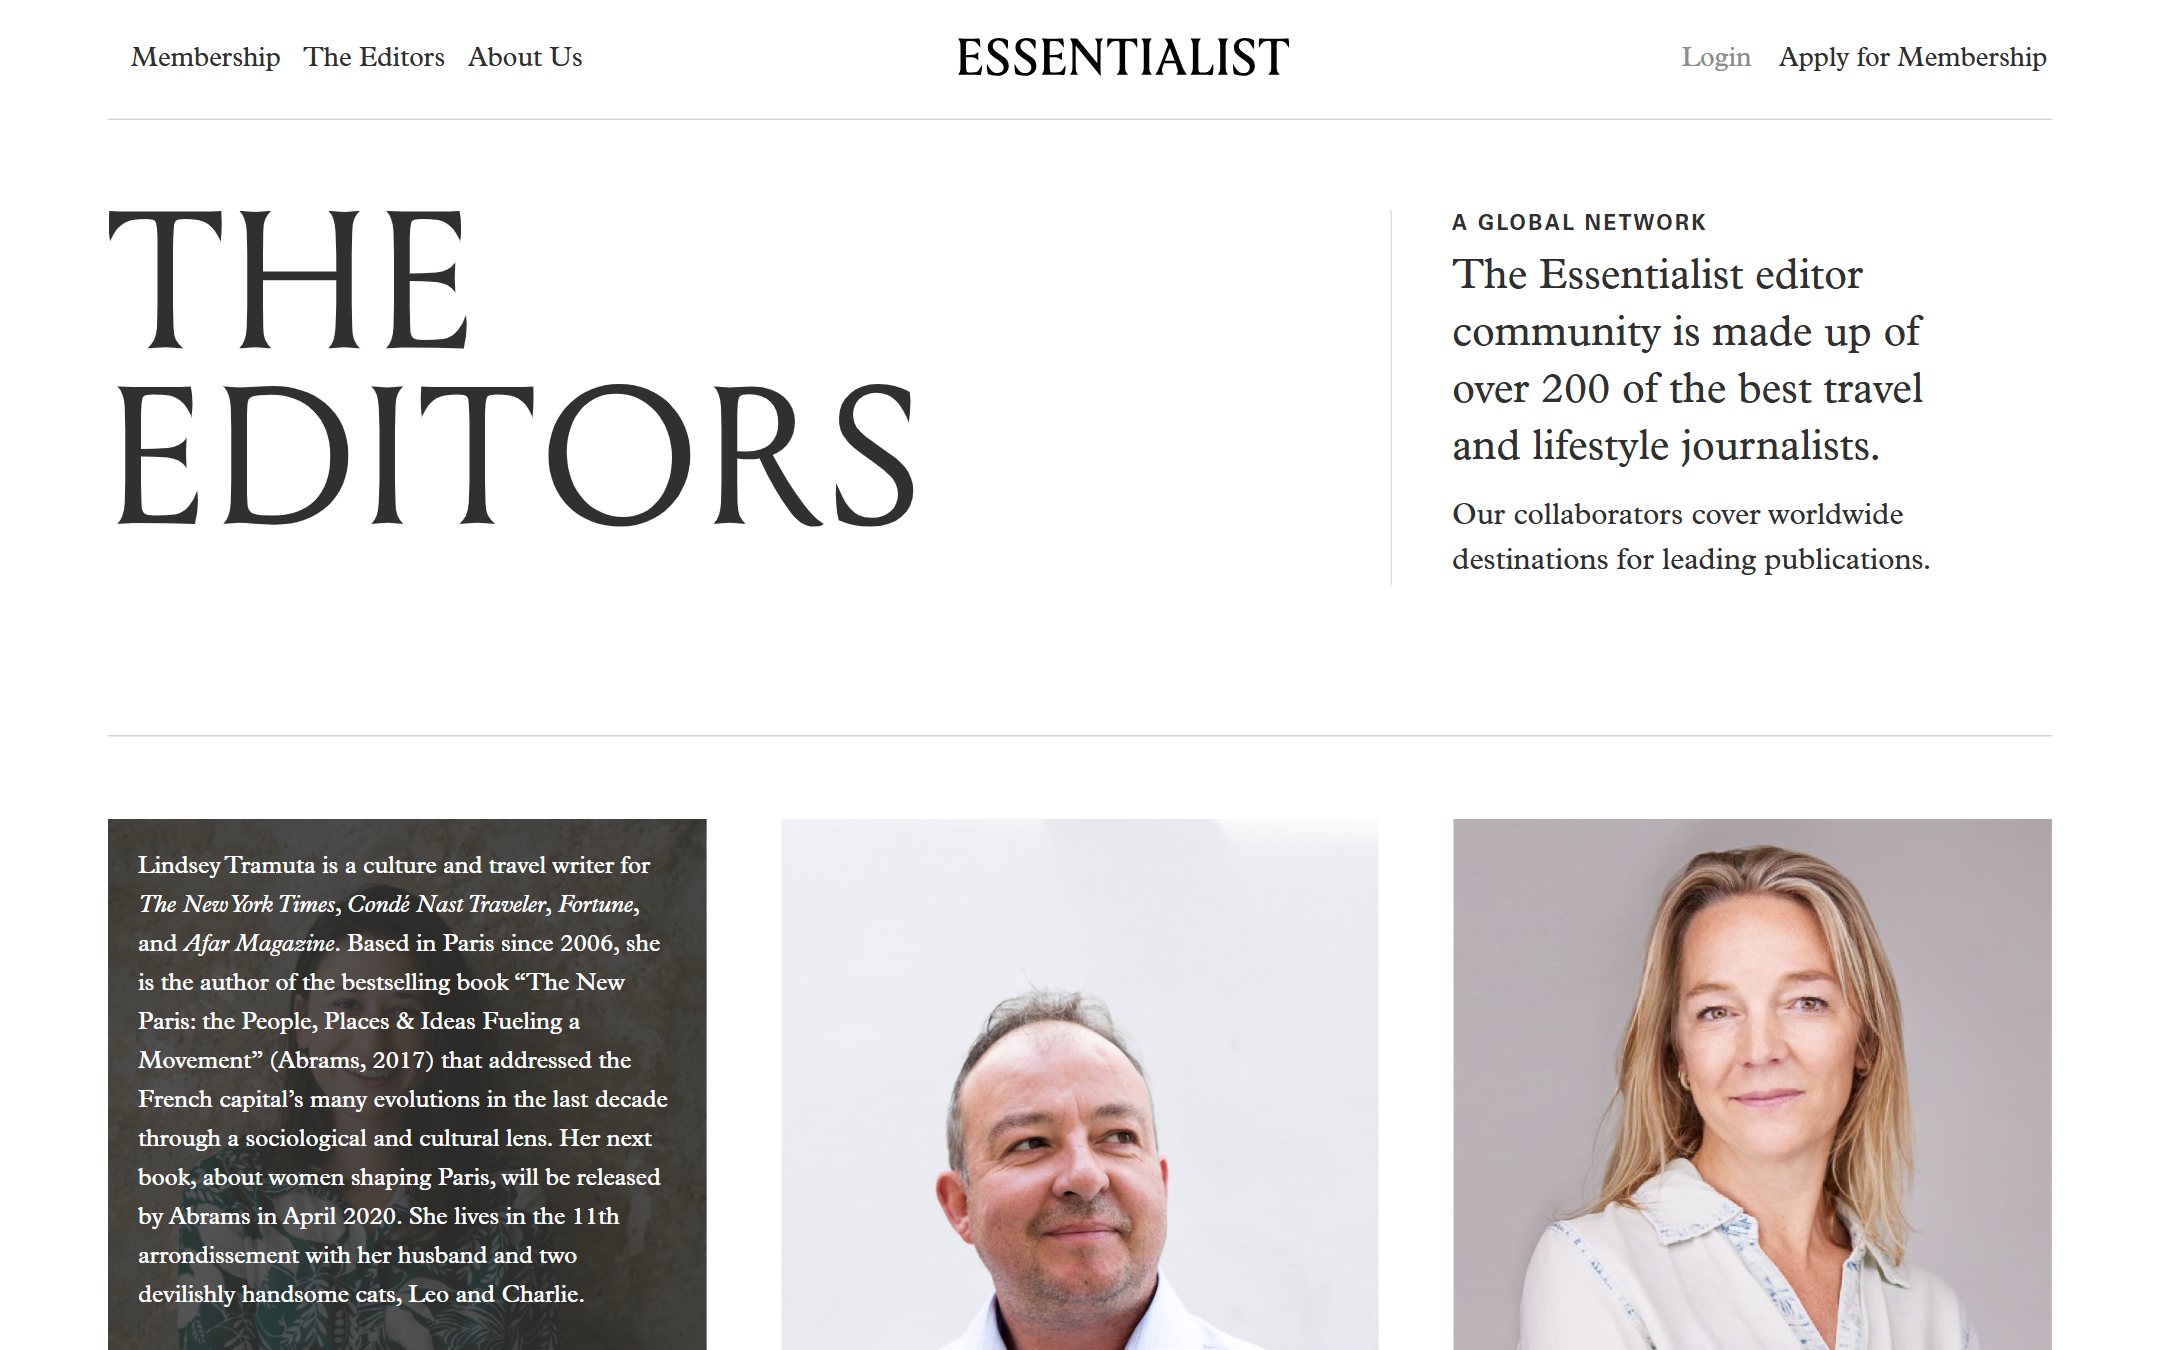 Membership The Editors About Us ESSENTIALIST Login Apply for Membership
THE
EDITORS
A GLOBAL NETWORK
The Essentialist editor
community is made up of
over 200 of the best travel
and lifestyle journalists.
Our collaborators cover worldwide
destinations for leading publications.
Lindsey Tramuta is a culture and travel writer for
The New York Times, Condé Nast Traveler, Fortune,
and Afar Magazine. Based in Paris since 2006, she
is the author of the bestselling book “The New
Paris: the People, Places & Ideas Fueling a
Movement” (Abrams, 2017) that addressed the
French capital’s many evolutions in the last decade
through a sociological and cultural lens. Her next
book, about women shaping Paris, will be released
by Abrams in April 2020. She lives in the 11th
arrondissement with her husband and two
devilishly handsome cats, Leo and Charlie.